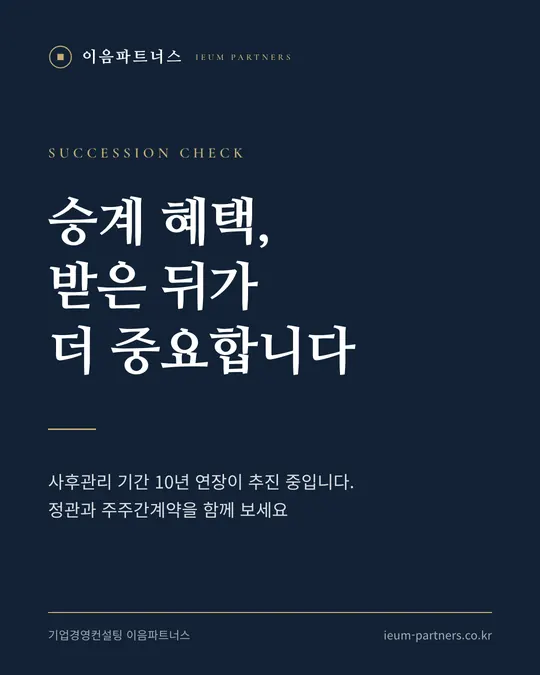 이음파트너스 IEUM PARTNERS
SUCCESSION CHECK
승계 혜택,
받은 뒤가
더 중요합니다
사후관리 기간 10년 연장이 추진 중입니다.
정관과 주주간계약을 함께 보세요
기업경영컨설팅 이음파트너스
ieum-partners.co.kr